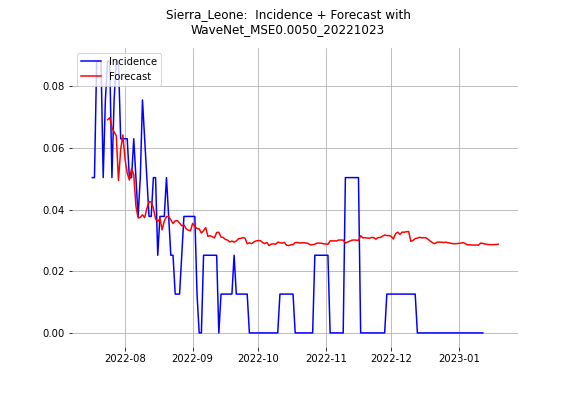 Sierra_Leone:  Incidence + Forecast with
WaveNet_MSE0.0050_20221023
Incidence
Forecast
0.08
0.06
0.04
0.02
0.00
2022-08 2022-09 2022-10 2022-11 2022-12 2023-01